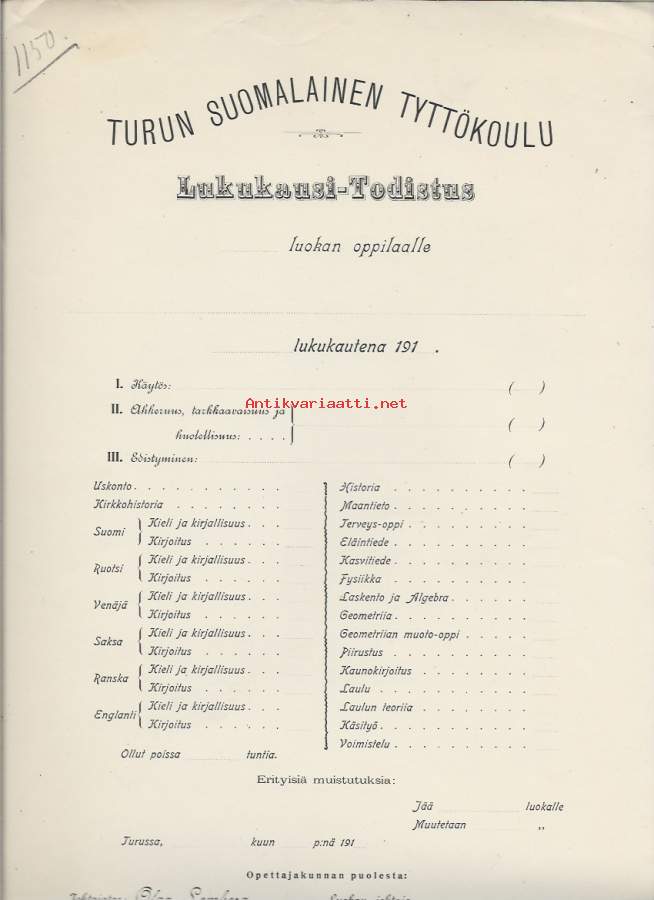 1150.
TURUN SUOMALAINEN TYTTÖKOULU
Lukukausi-Todistus
luokan oppilaalle
lukukautena 191 .
I. Käytös: ( )
Antikvariaatti.net
II. Ahkeruus, tarkkaavaisuus ja
huolellisuus: . . . . ( )
III. Edistyminen: ( )
Uskonto . . . . . . . . . . .
Kirkkohistoria . . . . . . . .
Suomi { Kieli ja kirjallisuus . . .
Kirjoitus . . . . . .
Ruotsi { Kieli ja kirjallisuus . . .
Kirjoitus . . . . . .
Venäjä { Kieli ja kirjallisuus . . .
Kirjoitus . . . . . .
Saksa { Kieli ja kirjallisuus . . .
Kirjoitus . . . . . .
Ranska { Kieli ja kirjallisuus . . .
Kirjoitus . . . . . .
Englanti { Kieli ja kirjallisuus . . .
Kirjoitus . . . . . .
Historia . . . . . . . . .
Maantieto . . . . . . . . .
Terveys-oppi . . . . . . . .
Eläintiede . . . . . . . . .
Kasvitiede . . . . . . . . .
Fysiikka . . . . . . . . .
Laskento ja Algebra . . . . . .
Geometriia . . . . . . . . .
Geometriian muoto-oppi . . . . .
Piirustus . . . . . . . . .
Kaunokirjoitus . . . . . . .
Laulu . . . . . . . . . .
Laulun teoriia . . . . . . .
Käsityö . . . . . . . . .
Voimistelu . . . . . . . . .
Ollut poissa tuntia.
Erityisiä muistutuksia:
Jää luokalle
Muutetaan „
Turussa, kuun p:nä 191
Opettajakunnan puolesta: